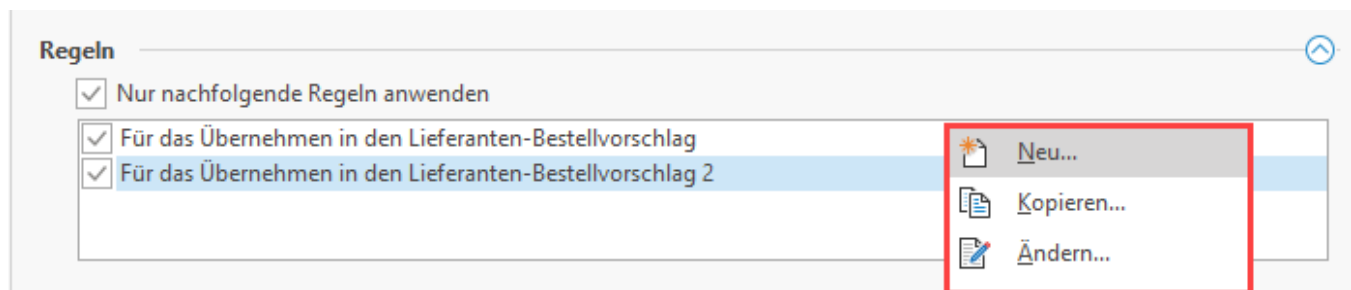 Regeln
Nur nachfolgende Regeln anwenden
Für das Übernehmen in den Lieferanten-Bestellvorschlag
Für das Übernehmen in den Lieferanten-Bestellvorschlag 2
Neu...
Kopieren...
Ändern...